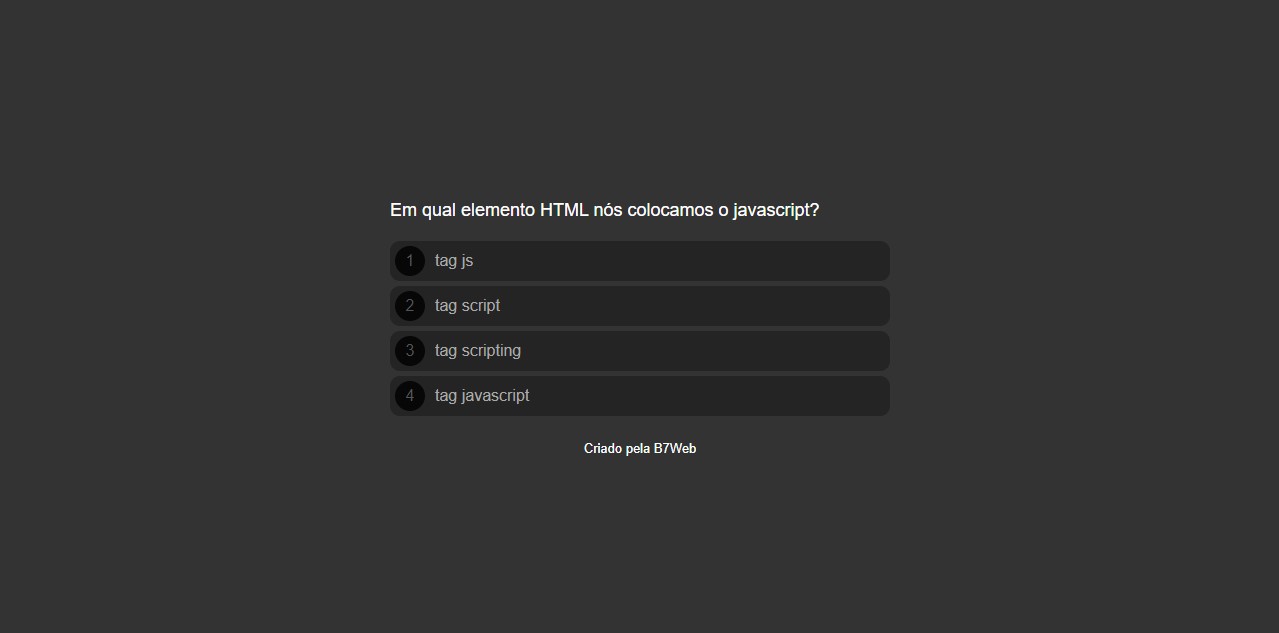 Em qual elemento HTML nós colocamos o javascript?
1 tag js
2 tag script
3 tag scripting
4 tag javascript
Criado pela B7Web